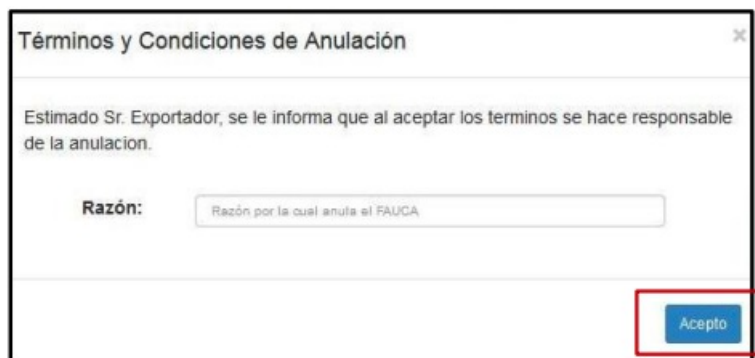 Términos y Condiciones de Anulación
×
Estimado Sr. Exportador, se le informa que al aceptar los terminos se hace responsable
de la anulacion.
Razón:
Razón por la cual anula el FAUCA
Acepto